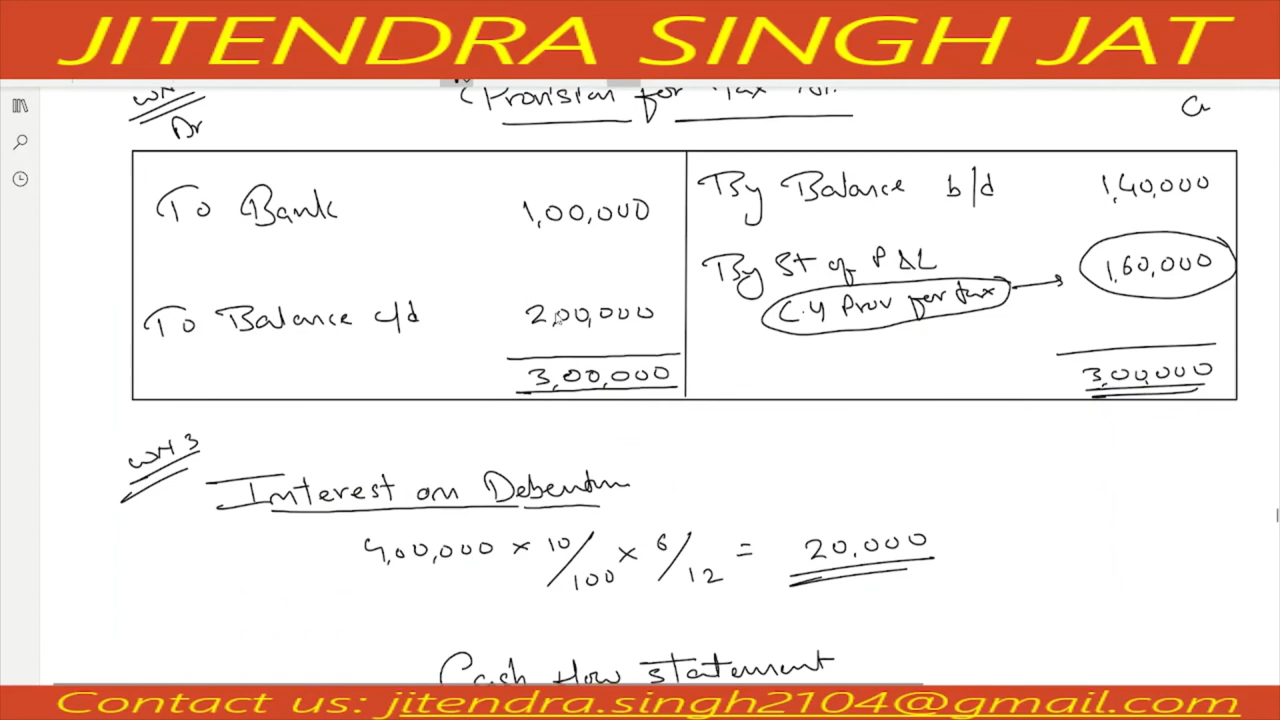 JITENDRA SINGH JAT
(Provision for Tax
Dr
To Bank 1,00,000
By Balance b/d 1,40,000
By St of P&L 1,60,000
C.Y Prov for tax
To Balance c/d 2,00,000
3,00,000
3,00,000
WN 3
Interest on Debenture
4,00,000 × 10/100 × 6/12 = 20,000
Cash flow statement
Contact us: jitendra.singh2104@gmail.com